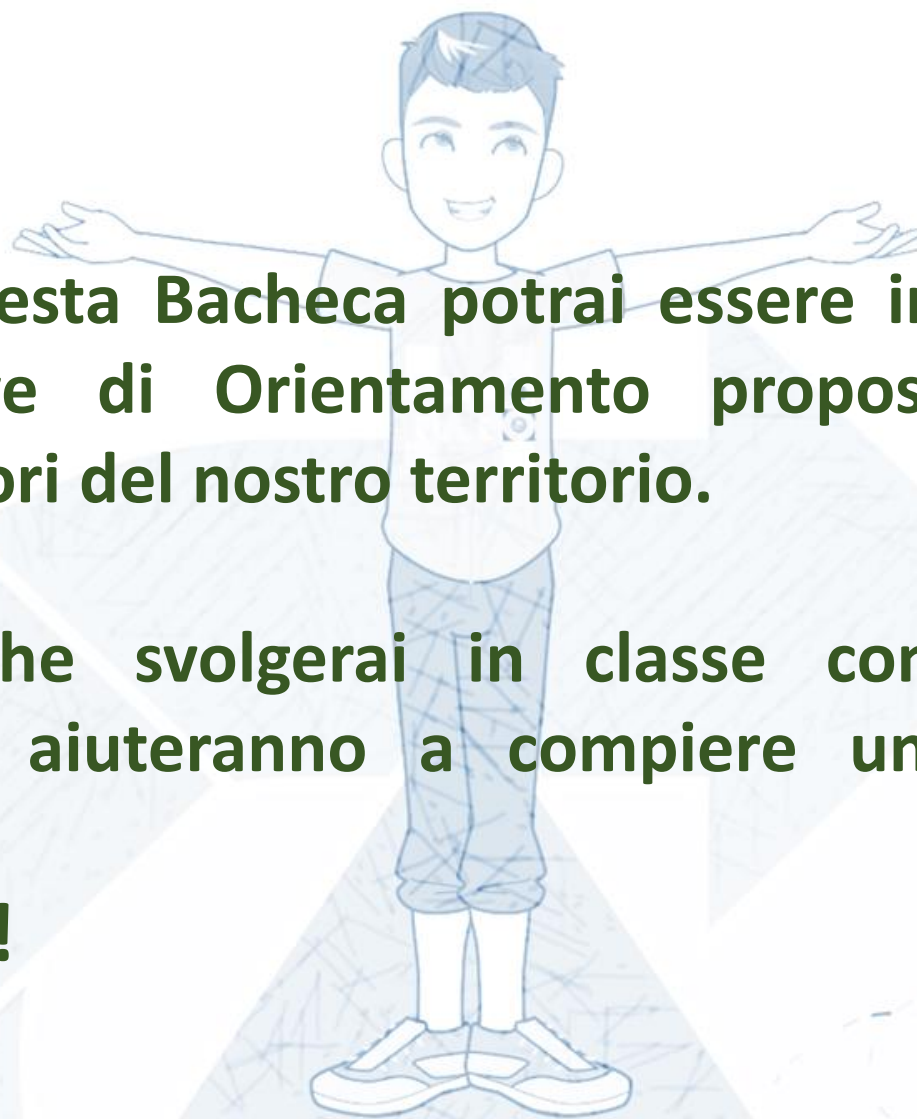 esta Bacheca potrai essere in
e di Orientamento propos
ori del nostro territorio.
he svolgerai in classe con
aiuteranno a compiere un
!